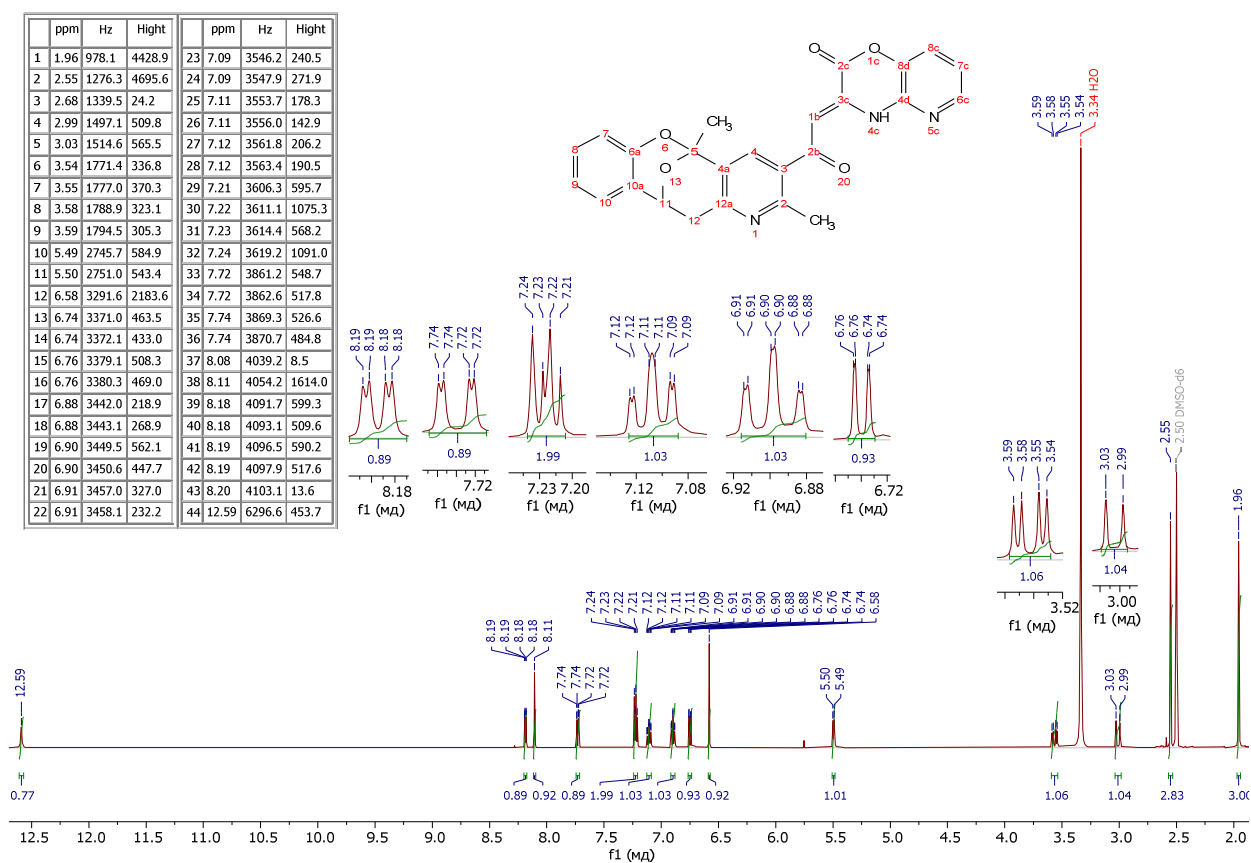 ppm Hz Hight ppm Hz Hight
1 1.96 978.1 4428.9 23 7.09 3546.2 240.5
2 2.55 1276.3 4695.6 24 7.09 3547.9 271.9
3 2.68 1339.5 24.2 25 7.11 3553.7 178.3
4 2.99 1497.1 509.8 26 7.11 3556.0 142.9
5 3.03 1514.6 565.5 27 7.12 3561.8 206.2
6 3.54 1771.4 336.8 28 7.12 3563.4 190.5
7 3.55 1777.0 370.3 29 7.21 3606.3 595.7
8 3.58 1788.9 323.1 30 7.22 3611.1 1075.3
9 3.59 1794.5 305.3 31 7.23 3614.4 568.2
10 5.49 2745.7 584.9 32 7.24 3619.2 1091.0
11 5.50 2751.0 543.4 33 7.72 3861.2 548.7
12 6.58 3291.6 2183.6 34 7.72 3862.6 517.8
13 6.74 3371.0 463.5 35 7.74 3869.3 526.6
14 6.74 3372.1 433.0 36 7.74 3870.7 484.8
15 6.76 3379.1 508.3 37 8.08 4039.2 8.5
16 6.76 3380.3 469.0 38 8.11 4054.2 1614.0
17 6.88 3442.0 218.9 39 8.18 4091.7 599.3
18 6.88 3443.1 268.9 40 8.18 4093.1 509.6
19 6.90 3449.5 562.1 41 8.19 4096.5 590.2
20 6.90 3450.6 447.7 42 8.19 4097.9 517.6
21 6.91 3457.0 327.0 43 8.20 4103.1 13.6
22 6.91 3458.1 232.2 44 12.59 6296.6 453.7
O O 8c
2c 1c 8d 7c
3c 4d 6c
1b NH N
4c 5c
CH3 O
7 O 6 5 4 2b O
8 6a O 4a 3 20
9 10a 13 2
10 11 12a CH3
12 N
1
3.59 3.58 3.55 3.54 3.34 H2O
8.19 8.19 8.18 8.18
0.89
8.18
f1 (мд)
7.74 7.74 7.72 7.72
0.89
7.72
f1 (мд)
7.24 7.23 7.22 7.21
1.99
7.23 7.20
f1 (мд)
7.12 7.12 7.11 7.11 7.09 7.09
1.03
7.12 7.08
f1 (мд)
6.91 6.91 6.90 6.90 6.88 6.88
1.03
6.92 6.88
f1 (мд)
6.76 6.76 6.74 6.74
0.93
6.72
f1 (мд)
3.59 3.58 3.55 3.54
1.06
3.52
f1 (мд)
3.03 2.99
1.04
3.00
f1 (мд)
2.55 2.50 DMSO-d6
1.96
12.59
8.19 8.19 8.18 8.18 8.11
7.74 7.74 7.72 7.72
7.24 7.23 7.22 7.21 7.12 7.12 7.11 7.11 7.09 7.09 6.91 6.91 6.90 6.90 6.88 6.88 6.76 6.76 6.74 6.74 6.58
5.50 5.49
3.03 2.99
0.77 0.89 0.92 0.89 1.99 1.03 1.03 0.93 0.92 1.01 1.06 1.04 2.83 3.00
12.5 12.0 11.5 11.0 10.5 10.0 9.5 9.0 8.5 8.0 7.5 7.0 6.5 6.0 5.5 5.0 4.5 4.0 3.5 3.0 2.5 2.0
f1 (мд)